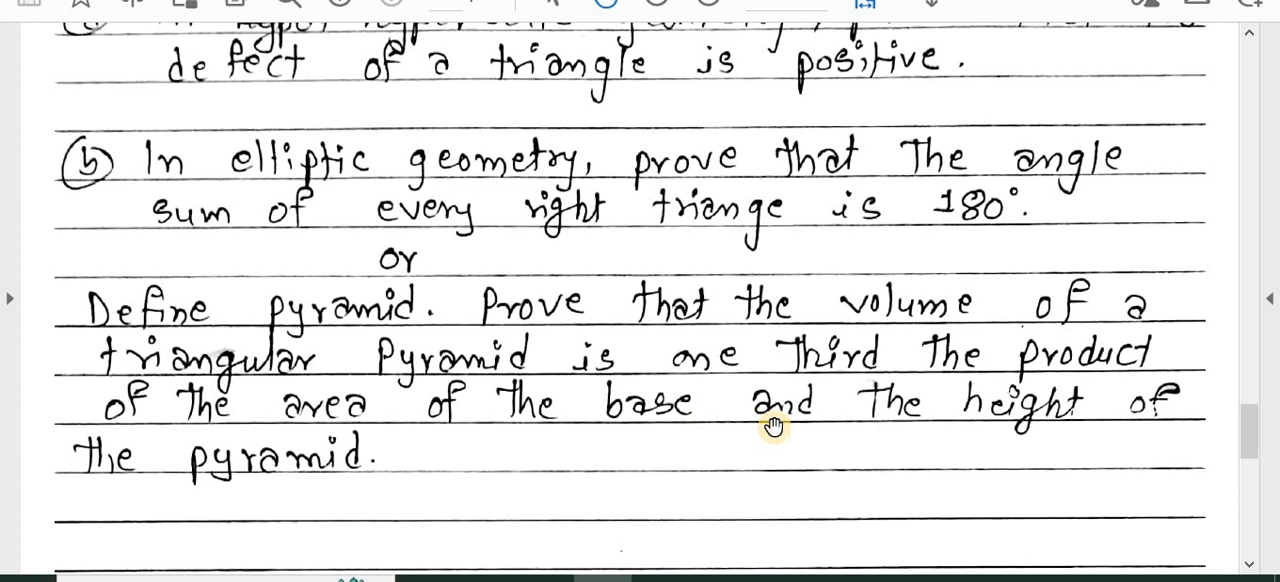 defect of a triangle is positive.
(b) In elliptic geometry, prove that The angle
sum of every right triange is 180°.
or
Define pyramid. Prove that the volume of a
triangular Pyramid is one Third the product
of the area of the base and the height of
the pyramid.